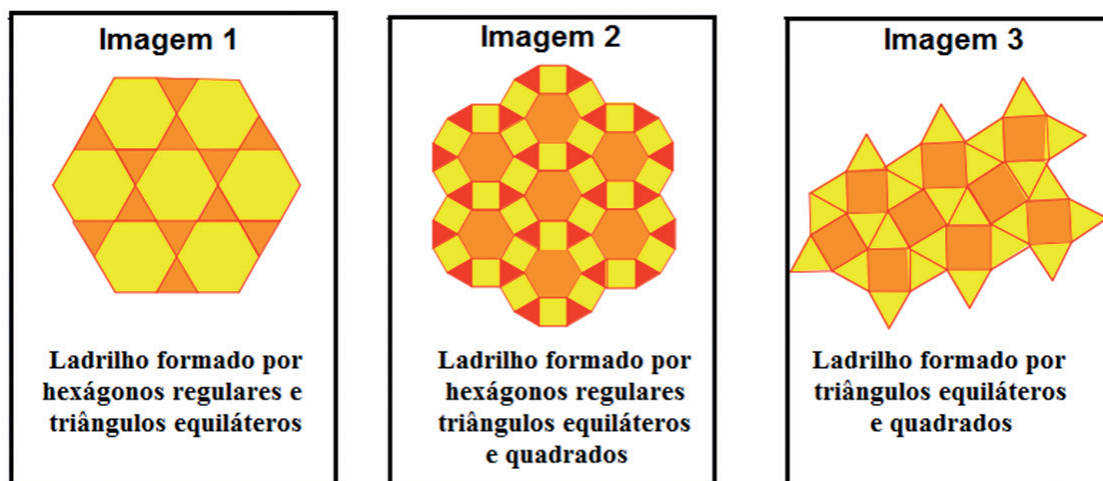 Imagem 1
Ladrilho formado por
hexágonos regulares e
triângulos equiláteros
Imagem 2
Ladrilho formado por
hexágonos regulares
triângulos equiláteros
e quadrados
Imagem 3
Ladrilho formado por
triângulos equiláteros
e quadrados